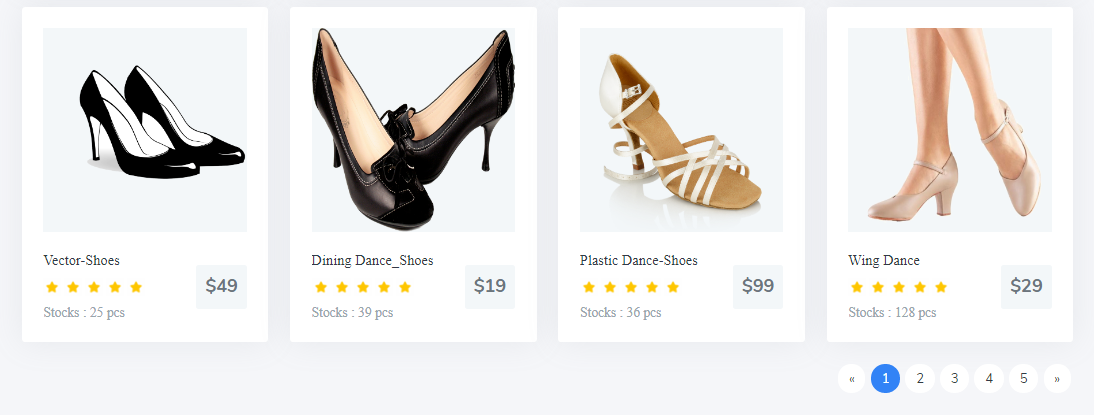 Vector-Shoes
$49
Stocks : 25 pcs
Dining Dance_Shoes
$19
Stocks : 39 pcs
Plastic Dance-Shoes
$99
Stocks : 36 pcs
Wing Dance
$29
Stocks : 128 pcs
« 1 2 3 4 5 »